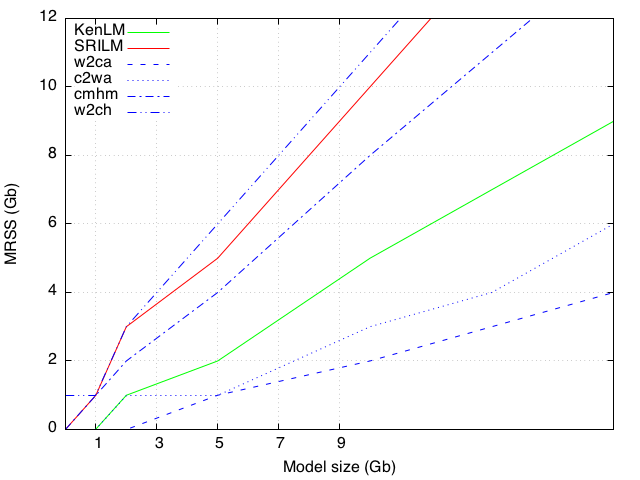 12
10
8
6
4
2
0
MRSS (Gb)
KenLM
SRILM
w2ca
c2wa
cmhm
w2ch
1 3 5 7 9
Model size (Gb)